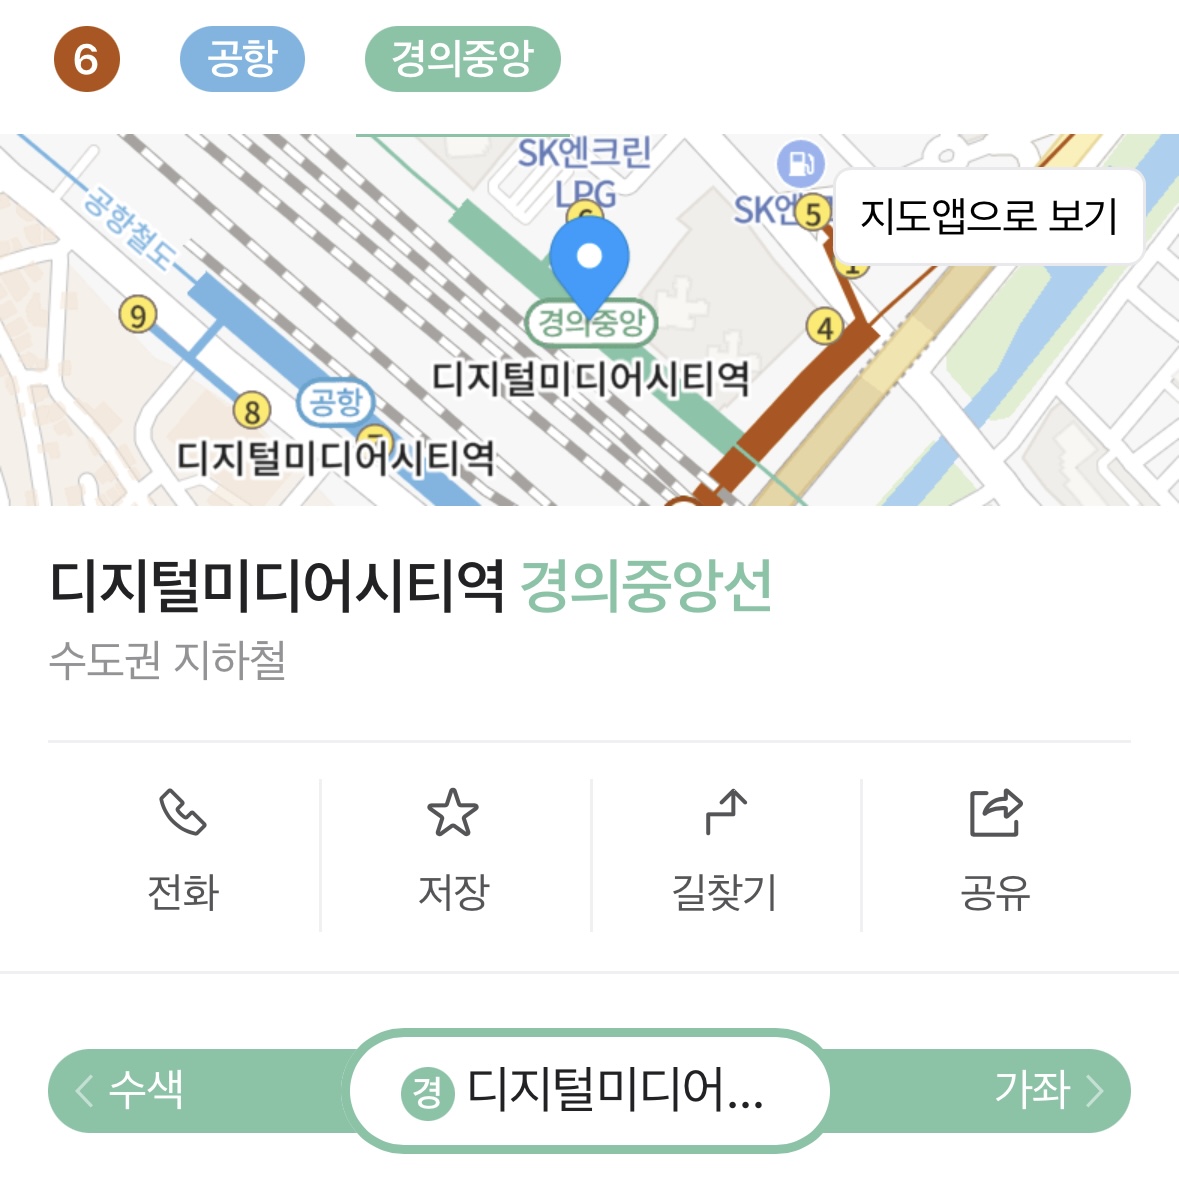 6 공항 경의중앙
SK엔크린
LPG
SK엔
지도앱으로 보기
공항철도
6
5
1
9
4
경의중앙
디지털미디어시티역
8
공항
7
디지털미디어시티역
디지털미디어시티역 경의중앙선
수도권 지하철
전화 저장 길찾기 공유
수색 경 디지털미디어... 가좌